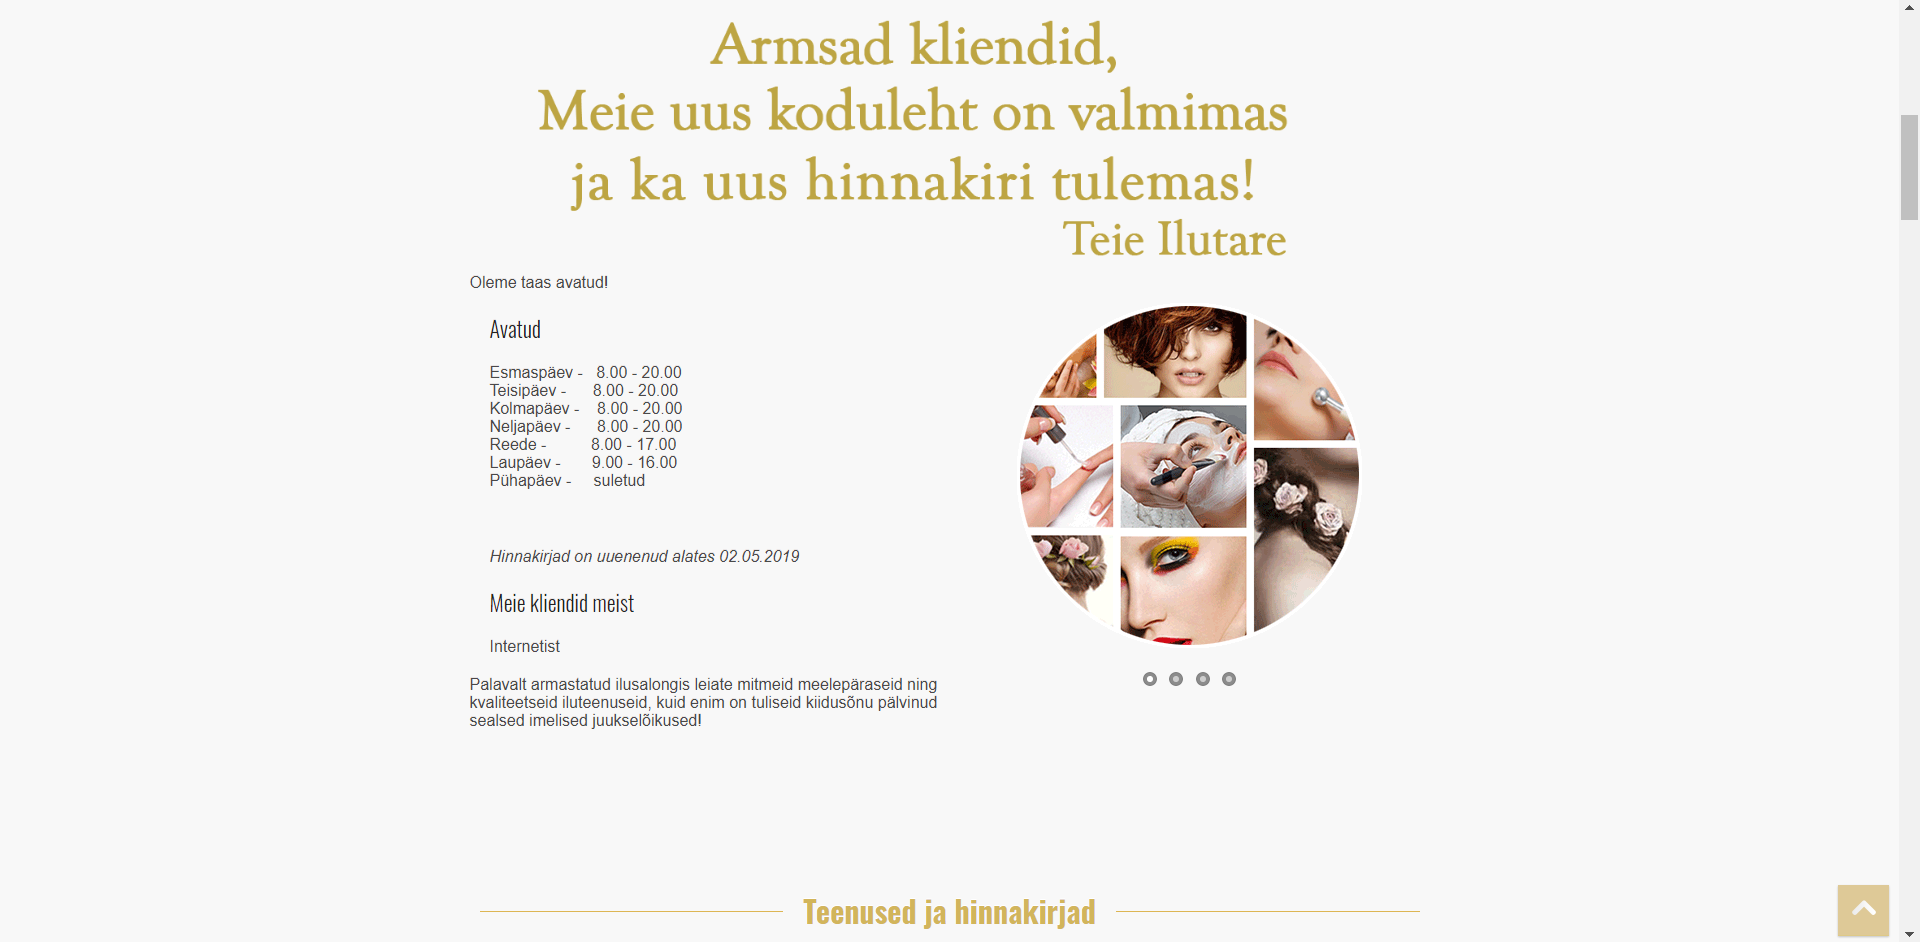 Armsad kliendid,
Meie uus koduleht on valmimas
ja ka uus hinnakiri tulemas!
Teie Ilutare
Oleme taas avatud!
Avatud
Esmaspäev - 8.00 - 20.00
Teisipäev - 8.00 - 20.00
Kolmapäev - 8.00 - 20.00
Neljapäev - 8.00 - 20.00
Reede - 8.00 - 17.00
Laupäev - 9.00 - 16.00
Pühapäev - suletud
Hinnakirjad on uuenenud alates 02.05.2019
Meie kliendid meist
Internetist
Palavalt armastatud ilusalongis leiate mitmeid meelepäraseid ning
kvaliteetseid iluteenuseid, kuid enim on tuliseid kiidusõnu pälvinud
sealsed imelised juukselõikused!
Teenused ja hinnakirjad